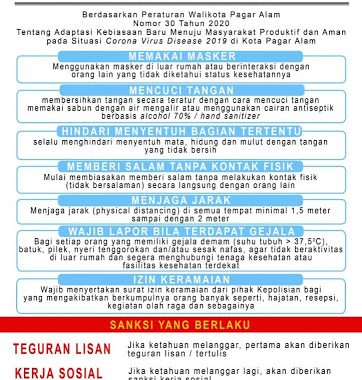 Berdasarkan Peraturan Walikota Pagar Alam
Nomor 30 Tahun 2020
Tentang Adaptasi Kebiasaan Baru Menuju Masyarakat Produktif dan Aman
pada Situasi Corona Virus Disease 2019 di Kota Pagar Alam
MEMAKAI MASKER
Menggunakan masker di luar rumah atau berinteraksi dengan
orang lain yang tidak diketahui status kesehatannya
MENCUCI TANGAN
membersihkan tangan secara teratur dengan cara mencuci tangan
memakai sabun dengan air mengalir atau menggunakan cairan antiseptik
berbasis alcohol 70% / hand sanitizer
HINDARI MENYENTUH BAGIAN TERTENTU
selalu menghindari menyentuh mata, hidung dan mulut dengan tangan
yang tidak bersih
MEMBERI SALAM TANPA KONTAK FISIK
Mulai membiasakan memberi salam tanpa melakukan kontak fisik
(tidak bersalaman) secara langsung dengan orang lain
MENJAGA JARAK
Menjaga jarak (physical distancing) di semua tempat minimal 1,5 meter
sampai dengan 2 meter
WAJIB LAPOR BILA TERDAPAT GEJALA
Bagi setiap orang yang memiliki gejala demam (suhu tubuh > 37,5ºC),
batuk, pilek, nyeri tenggorokan dan/atau sesak nafas, agar tidak beraktivitas
di luar rumah dan segera menghubungi tenaga kesehatan atau
fasilitas kesehatan terdekat
IZIN KERAMAIAN
Wajib menyertakan surat izin keramaian dari pihak Kepolisian bagi
yang mengakibatkan berkumpulnya orang banyak seperti, hajatan, resepsi,
kegiatan olah raga dan sebagainya
SANKSI YANG BERLAKU
TEGURAN LISAN
Jika ketahuan melanggar, pertama akan diberikan
teguran lisan / tertulis
KERJA SOSIAL
Jika ketahuan melanggar lagi, akan diberikan
sanksi kerja sosial